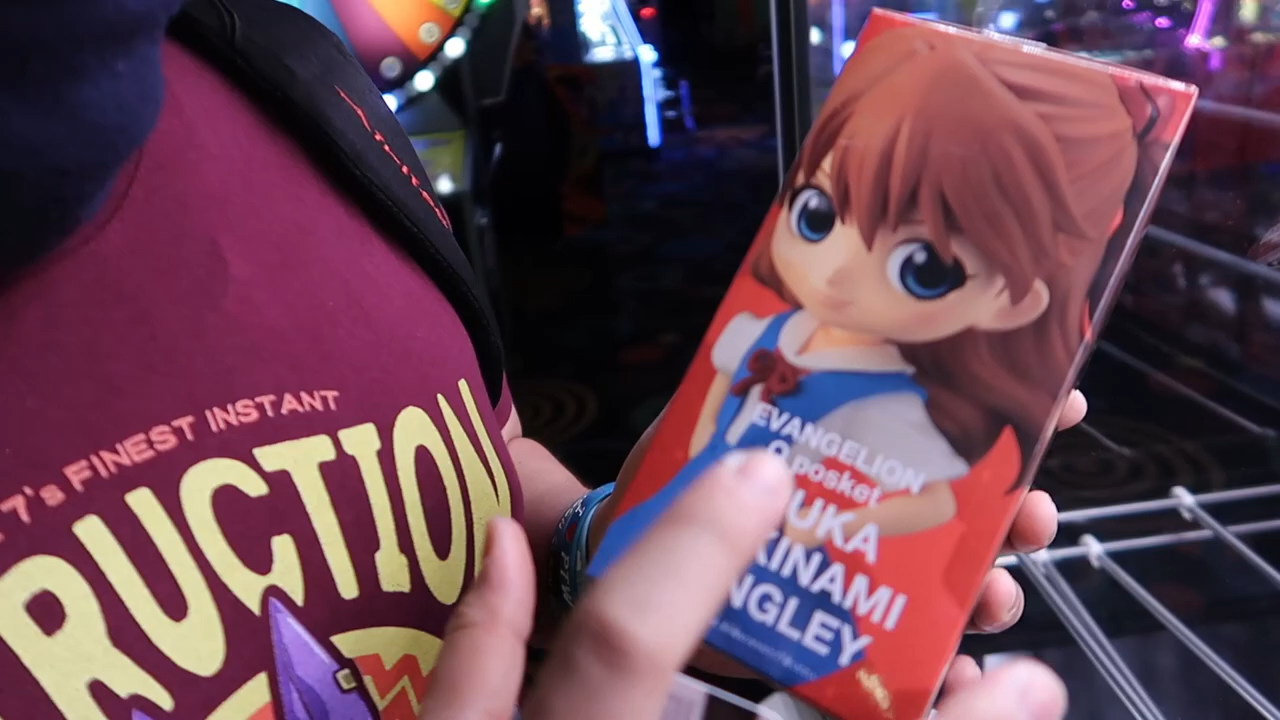 7's FINEST INSTANT
RUCTION
EVANGELION
Q posket
UKA
KINAMI
NGLEY